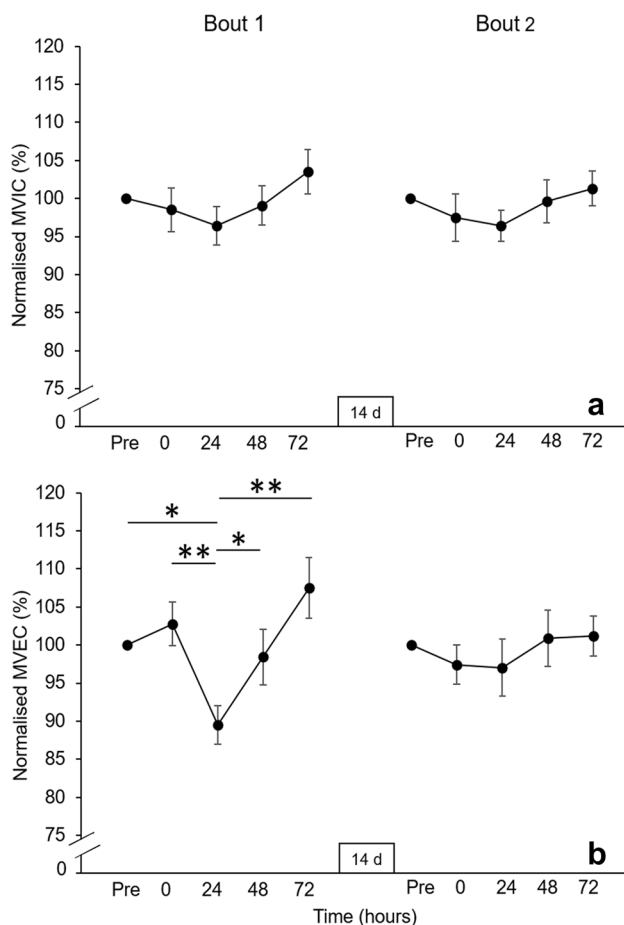 Bout 1 Bout 2
Normalised MVIC (%)
120
115
110
105
100
95
90
85
80
75
0
14 d
a
Pre 0 24 48 72 Pre 0 24 48 72
Normalised MVEC (%)
120
115
110
105
100
95
90
85
80
75
0
**
*
** *
14 d
b
Pre 0 24 48 72 Pre 0 24 48 72
Time (hours)